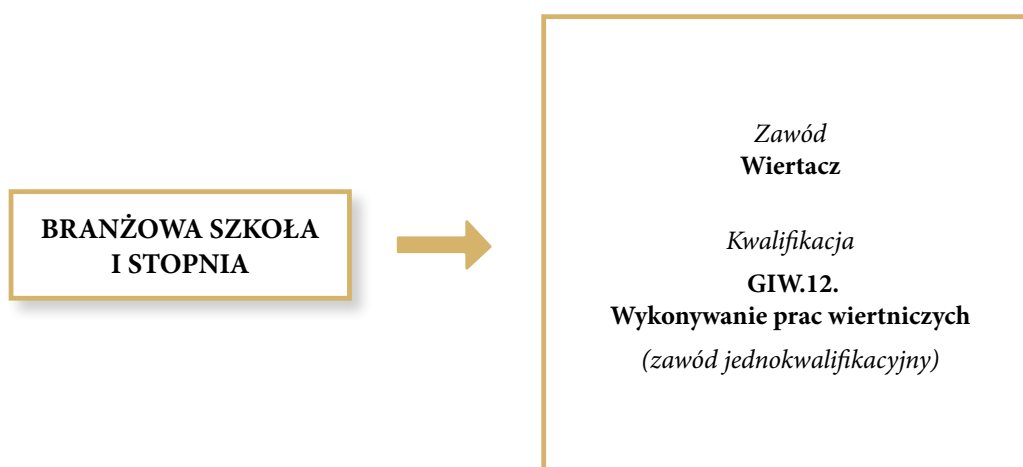 BRANŻOWA SZKOŁA
I STOPNIA
Zawód
Wiertacz
Kwalifikacja
GIW.12.
Wykonywanie prac wiertniczych
(zawód jednokwalifikacyjny)